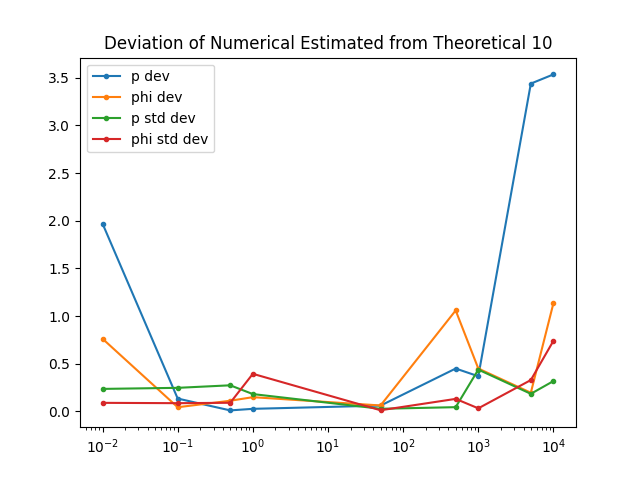 Deviation of Numerical Estimated from Theoretical 10
p dev
phi dev
p std dev
phi std dev
3.5
3.0
2.5
2.0
1.5
1.0
0.5
0.0
10⁻² 10⁻¹ 10⁰ 10¹ 10² 10³ 10⁴